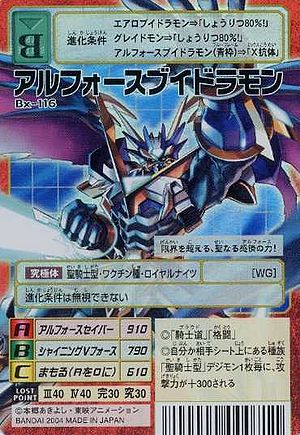 B
進化条件
エアロブイドラモン⇒「しょうりつ80%!」
グレイドモン⇒「しょうりつ80%!」
アルフォースブイドラモン(青枠)⇒「X抗体」
アルフォースブイドラモン
Bx-116
限界を超える、聖なる感情の力!
究極体 聖騎士型・ワクチン種・ロイヤルナイツ [WG]
進化条件は無視できない
A アルフォースセイバー 910
B シャイニングVフォース 790
C まもる(Aを0に) 610
LOST POINT Ⅲ40 Ⅳ40 完30 究30
◎「騎士道」「格闘」
○自分か相手シート上にある種族
「聖騎士型」デジモン1枚毎に、攻
撃力が+300される
©本郷あきよし・東映アニメーション
BANDAI 2004 MADE IN JAPAN